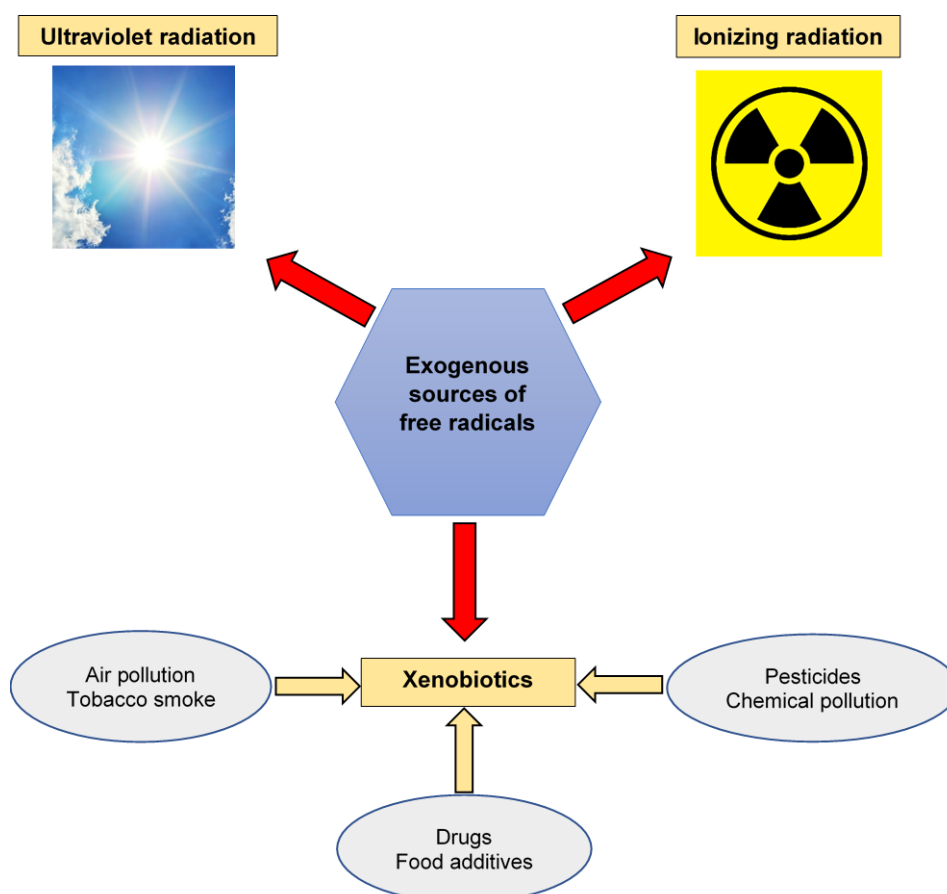 Ultraviolet radiation
Ionizing radiation
Exogenous
sources of
free radicals
Air pollution
Tobacco smoke
Xenobiotics
Pesticides
Chemical pollution
Drugs
Food additives